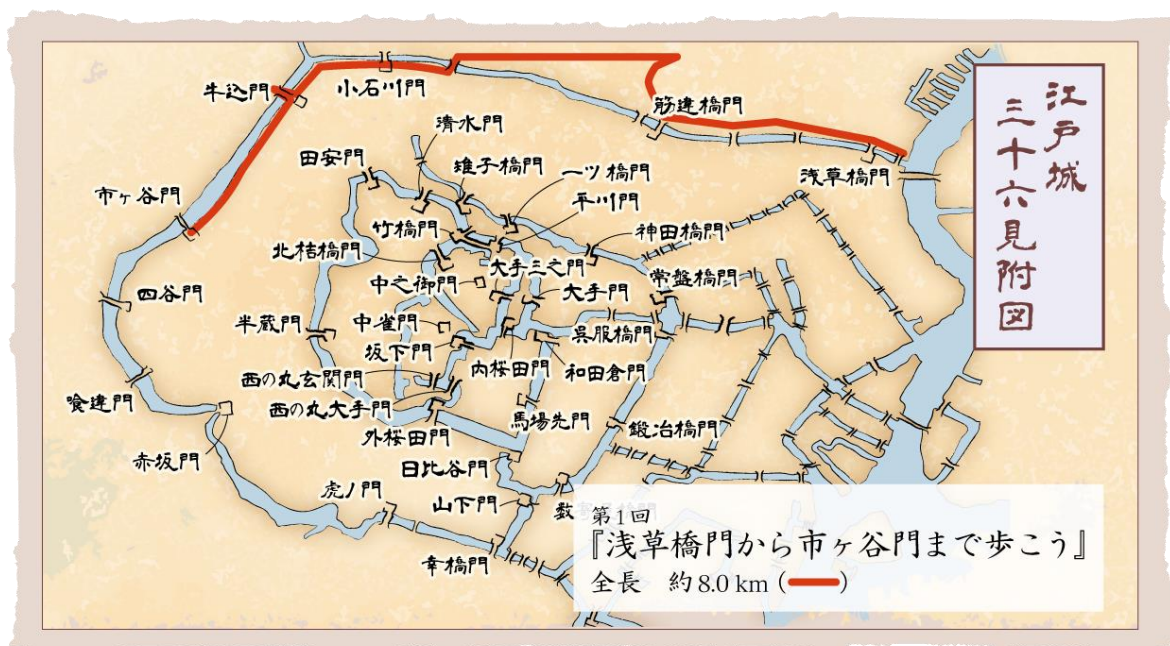 江戸城
三十六見附図
牛込門
小石川門
筋違橋門
清水門
田安門
雉子橋門
一ツ橋門
浅草橋門
市ヶ谷門
平川門
竹橋門
神田橋門
北桔橋門
大手三之門
常盤橋門
中之御門
大手門
四谷門
半蔵門
中雀門
呉服橋門
坂下門
内桜田門
和田倉門
西の丸玄関門
西の丸大手門
喰違門
馬場先門
外桜田門
鍛冶橋門
赤坂門
日比谷門
虎ノ門
山下門
数
幸橋門
第1回
『浅草橋門から市ヶ谷門まで歩こう』
全長 約8.0 km ( )